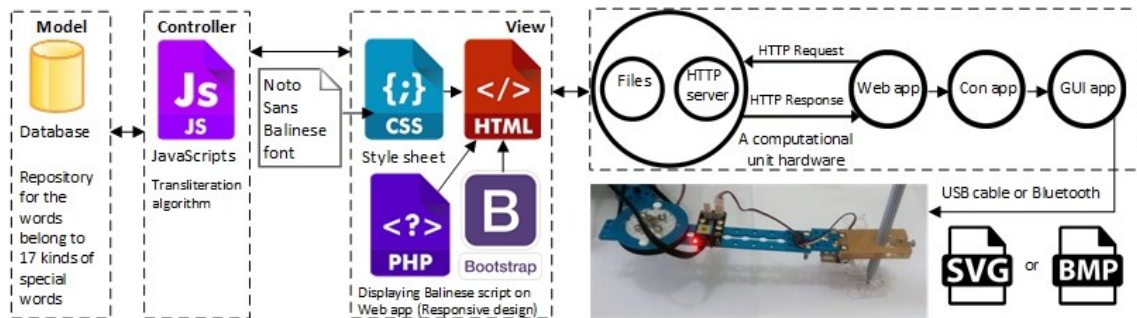 Model
Database
Repository
for the
words
belong to
17 kinds of
special
words
Controller
Js
JS
JavaScripts
Transliteration
algorithm
Noto
Sans
Balinese
font
View
{;}
CSS
Style sheet
</>
HTML
<?>
PHP
B
Bootstrap
Displaying Balinese script on
Web app (Responsive design)
Files
HTTP
server
HTTP Request
HTTP Response
A computational
unit hardware
Web app
Con app
GUI app
USB cable or Bluetooth
SVG
or
BMP